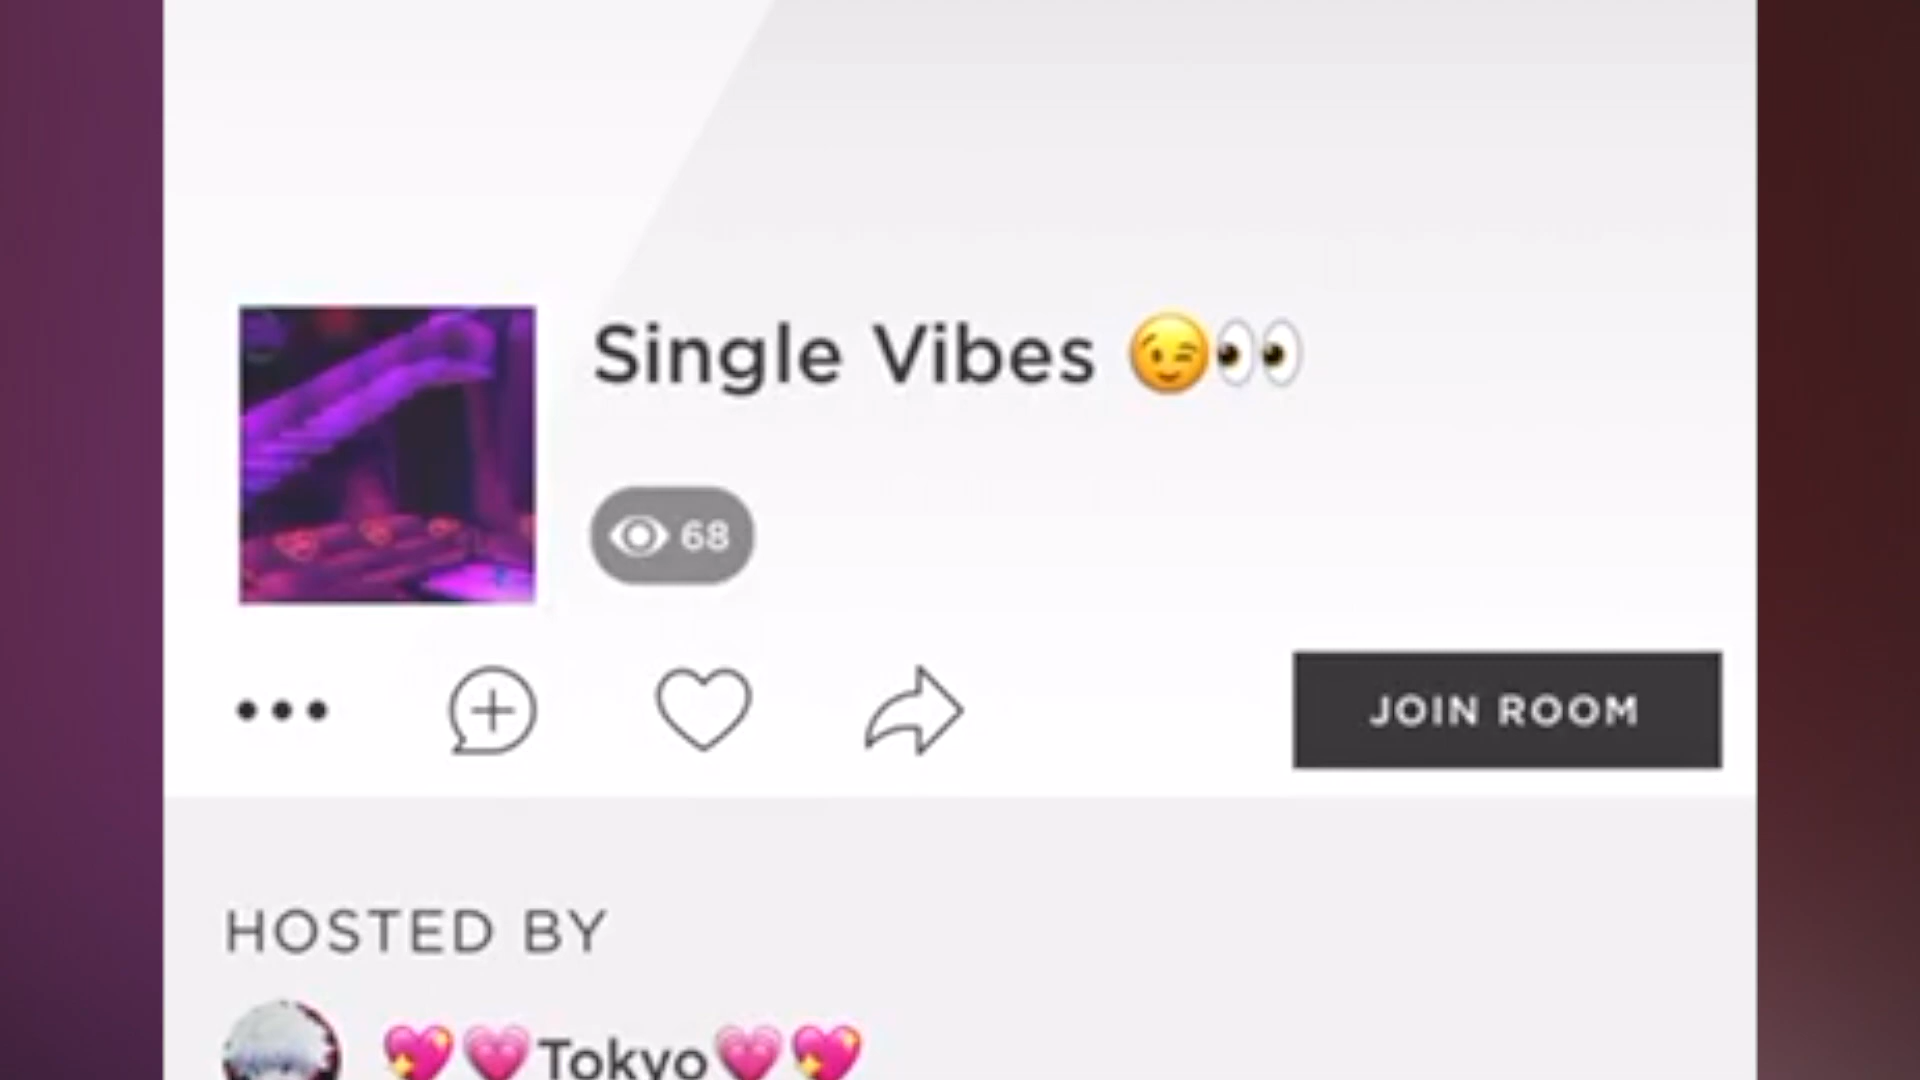 Single Vibes 😉👀
68
JOIN ROOM
HOSTED BY
💖💗Tokyo💗💖